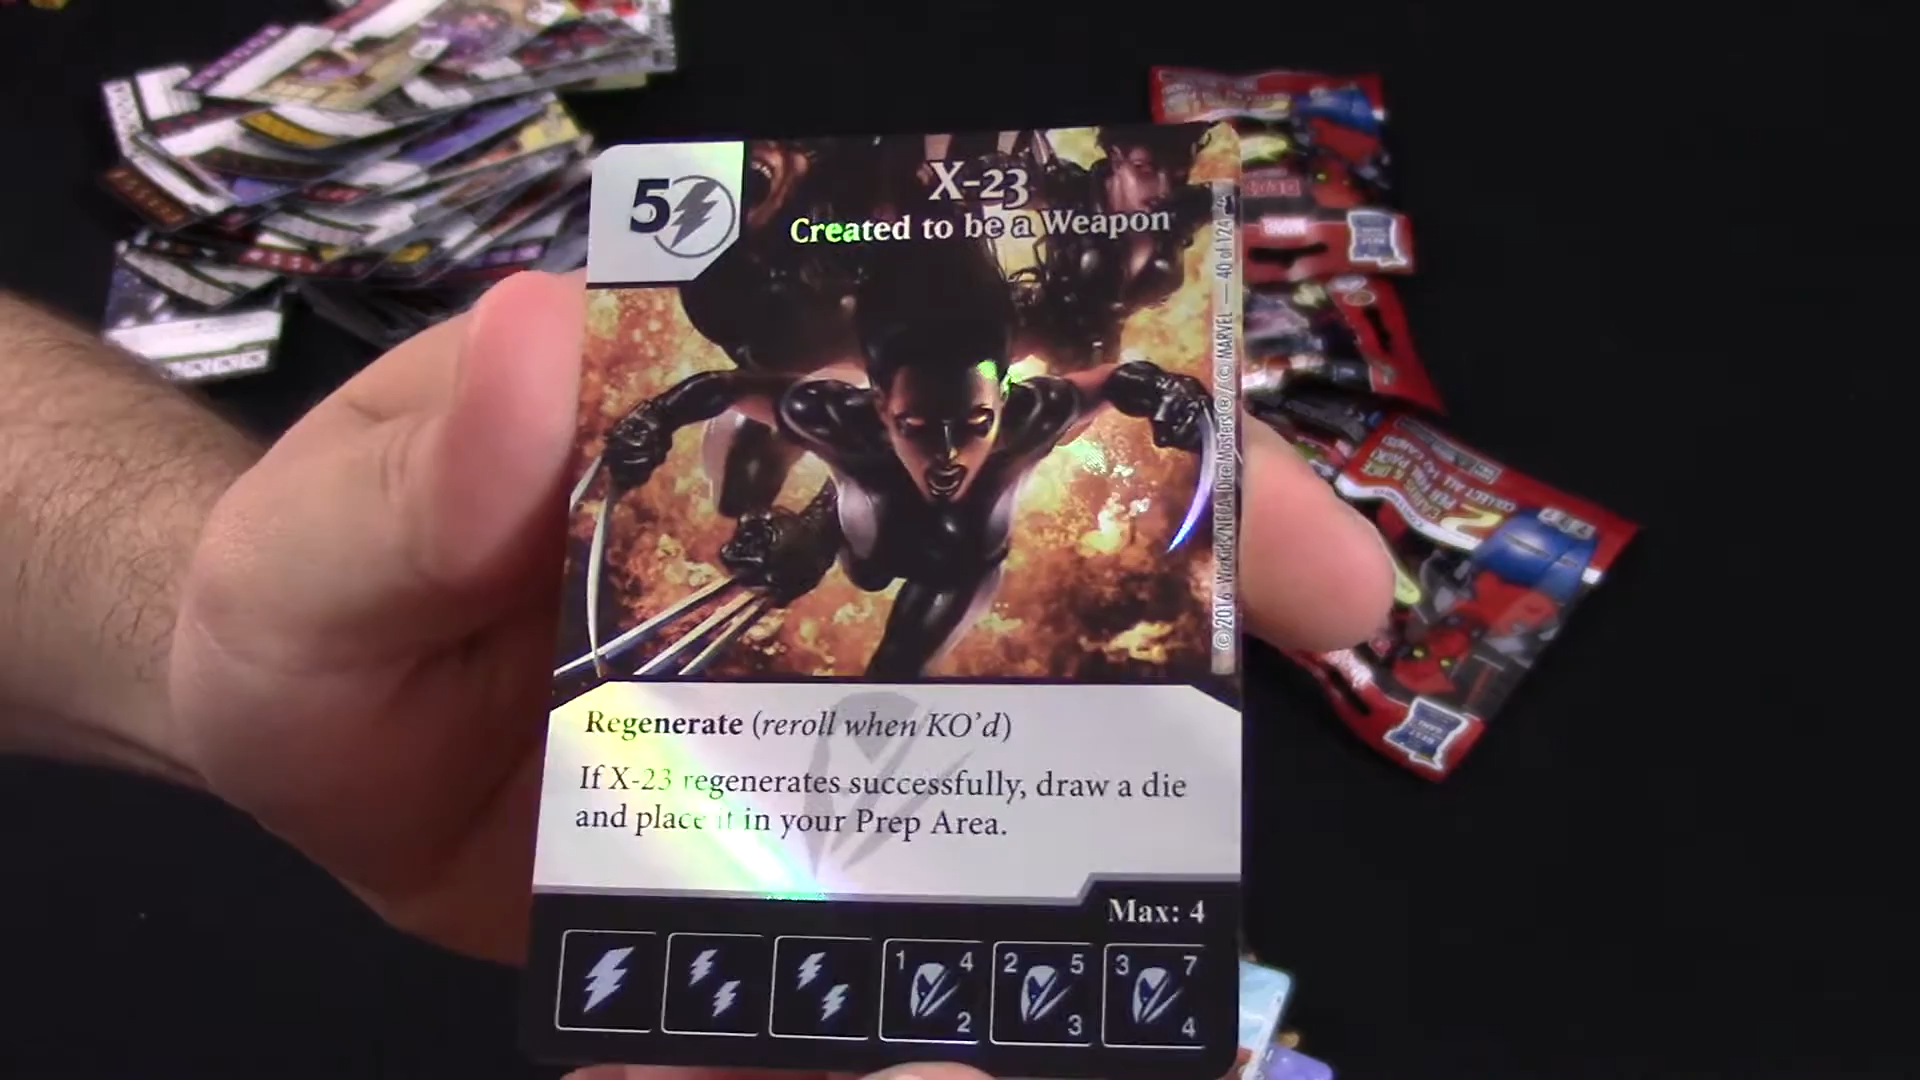 5
X-23
Created to be a Weapon
© 2016 WizKids/NECA Dice Masters® / © MARVEL — 40 of 124
Regenerate (reroll when KO'd)
If X-23 regenerates successfully, draw a die
and place it in your Prep Area.
Max: 4
1 4 2
2 5 3
3 7 4